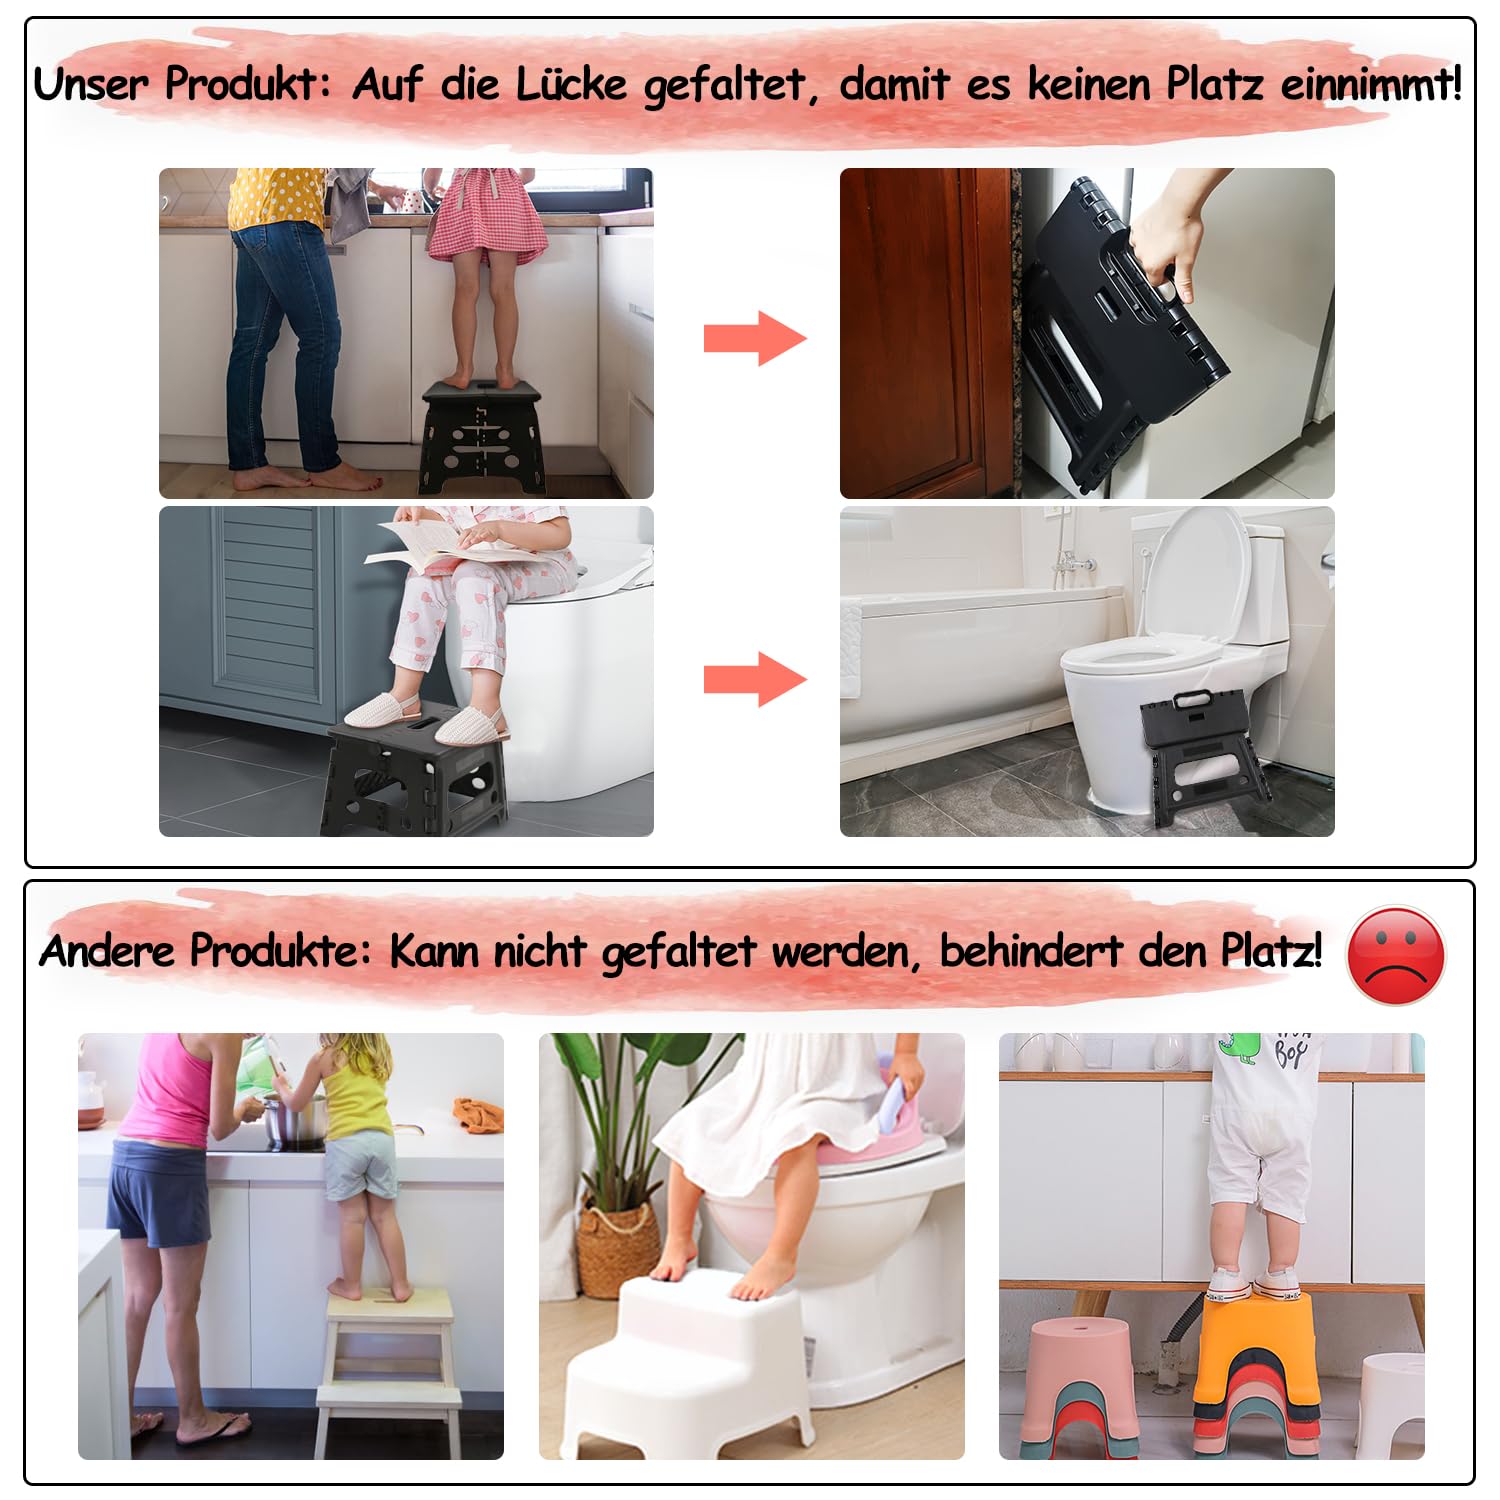 Unser Produkt: Auf die Lücke gefaltet, damit es keinen Platz einnimmt!
Andere Produkte: Kann nicht gefaltet werden, behindert den Platz!
BOY